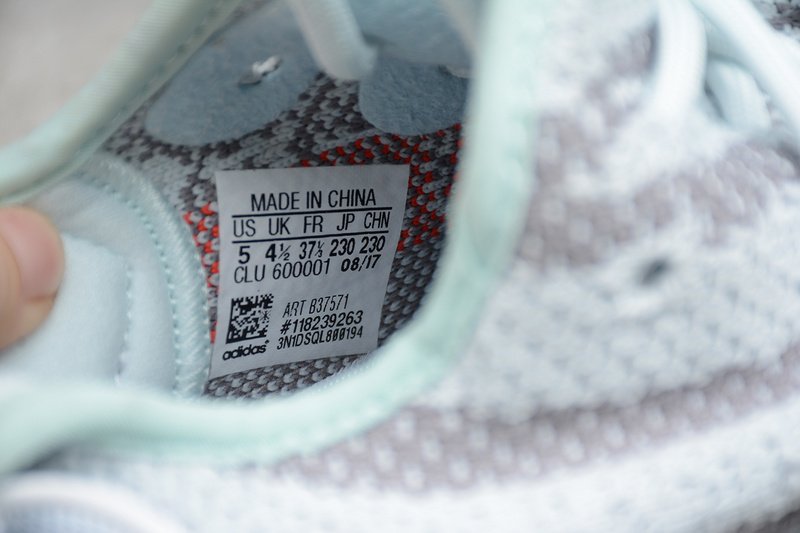 MADE IN CHINA
US UK FR JP CHN
5 4½ 37⅓ 230 230
CLU 600001 08/17
ART B37571
#118239263
3N1DSQL800194
adidas®